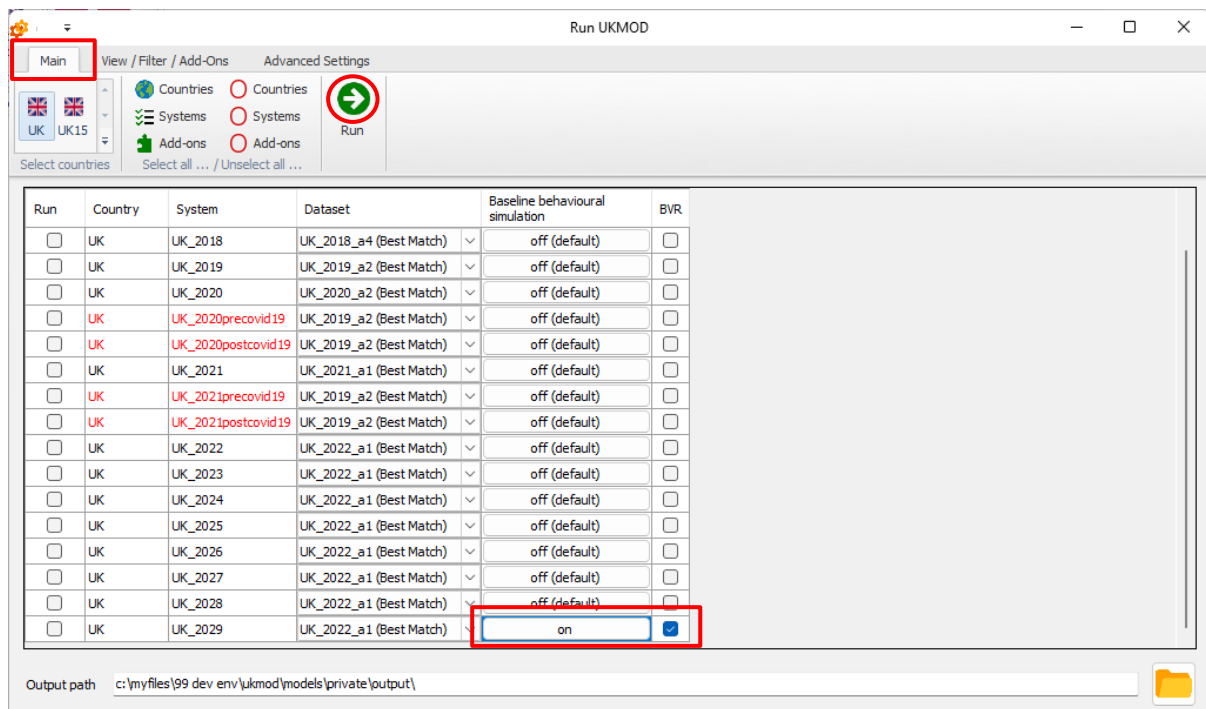 Run UKMOD
Main View / Filter / Add-Ons Advanced Settings
UK UK15
Select countries
Countries Countries
Systems Systems
Add-ons Add-ons
Select all ... / Unselect all ...
Run
Run Country System Dataset Baseline behavioural simulation BVR
UK UK_2018 UK_2018_a4 (Best Match) off (default)
UK UK_2019 UK_2019_a2 (Best Match) off (default)
UK UK_2020 UK_2020_a2 (Best Match) off (default)
UK UK_2020precovid19 UK_2019_a2 (Best Match) off (default)
UK UK_2020postcovid19 UK_2019_a2 (Best Match) off (default)
UK UK_2021 UK_2021_a1 (Best Match) off (default)
UK UK_2021precovid19 UK_2019_a2 (Best Match) off (default)
UK UK_2021postcovid19 UK_2019_a2 (Best Match) off (default)
UK UK_2022 UK_2022_a1 (Best Match) off (default)
UK UK_2023 UK_2022_a1 (Best Match) off (default)
UK UK_2024 UK_2022_a1 (Best Match) off (default)
UK UK_2025 UK_2022_a1 (Best Match) off (default)
UK UK_2026 UK_2022_a1 (Best Match) off (default)
UK UK_2027 UK_2022_a1 (Best Match) off (default)
UK UK_2028 UK_2022_a1 (Best Match) off (default)
UK UK_2029 UK_2022_a1 (Best Match) on
Output path c:\myfiles\99 dev env\ukmod\models\private\output\